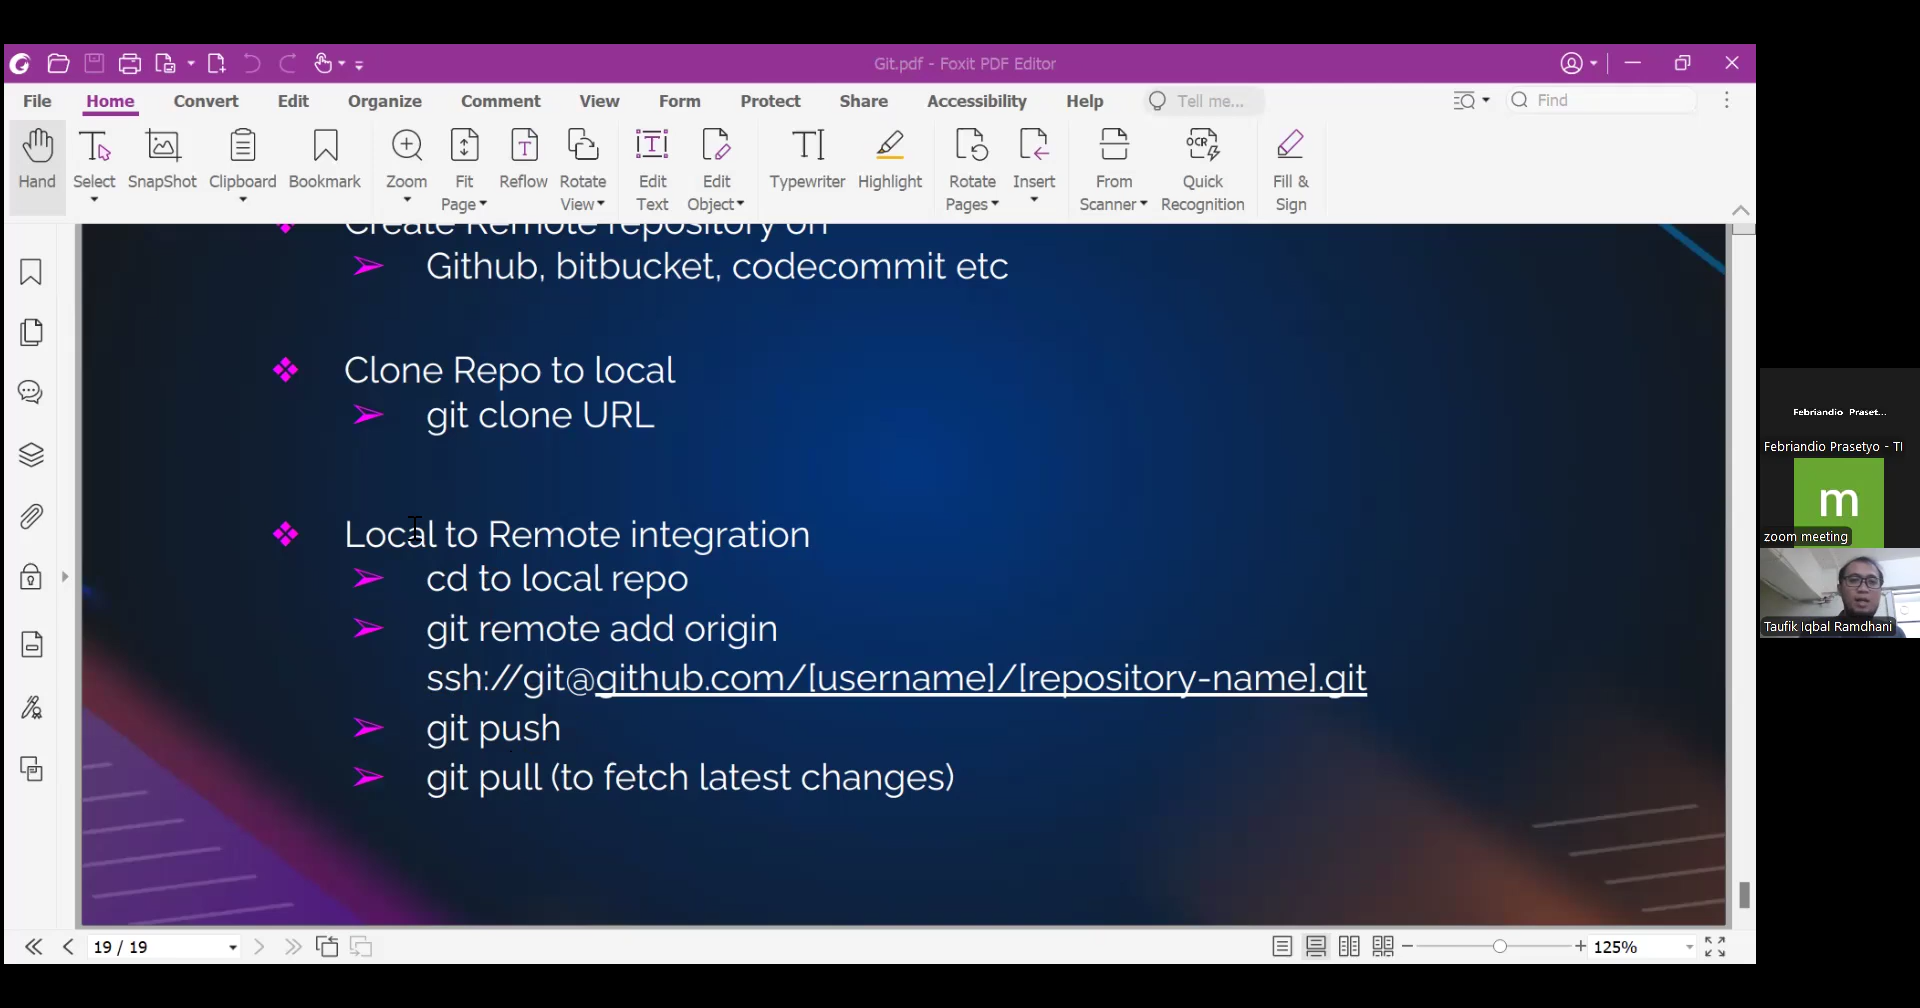 Git.pdf - Foxit PDF Editor
File Home Convert Edit Organize Comment View Form Protect Share Accessibility Help Tell me... Find
Hand Select SnapShot Clipboard Bookmark Zoom Fit Page Reflow Rotate View Edit Text Edit Object Typewriter Highlight Rotate Pages Insert From Scanner OCR Quick Recognition Fill & Sign
Create Remote repository on
Github, bitbucket, codecommit etc
Clone Repo to local
git clone URL
Local to Remote integration
cd to local repo
git remote add origin
ssh://git@github.com/[username]/[repository-name].git
git push
git pull (to fetch latest changes)
Febriandio Praset...
Febriandio Prasetyo - TI
m
zoom meeting
Taufik Iqbal Ramdhani
19 / 19
125%